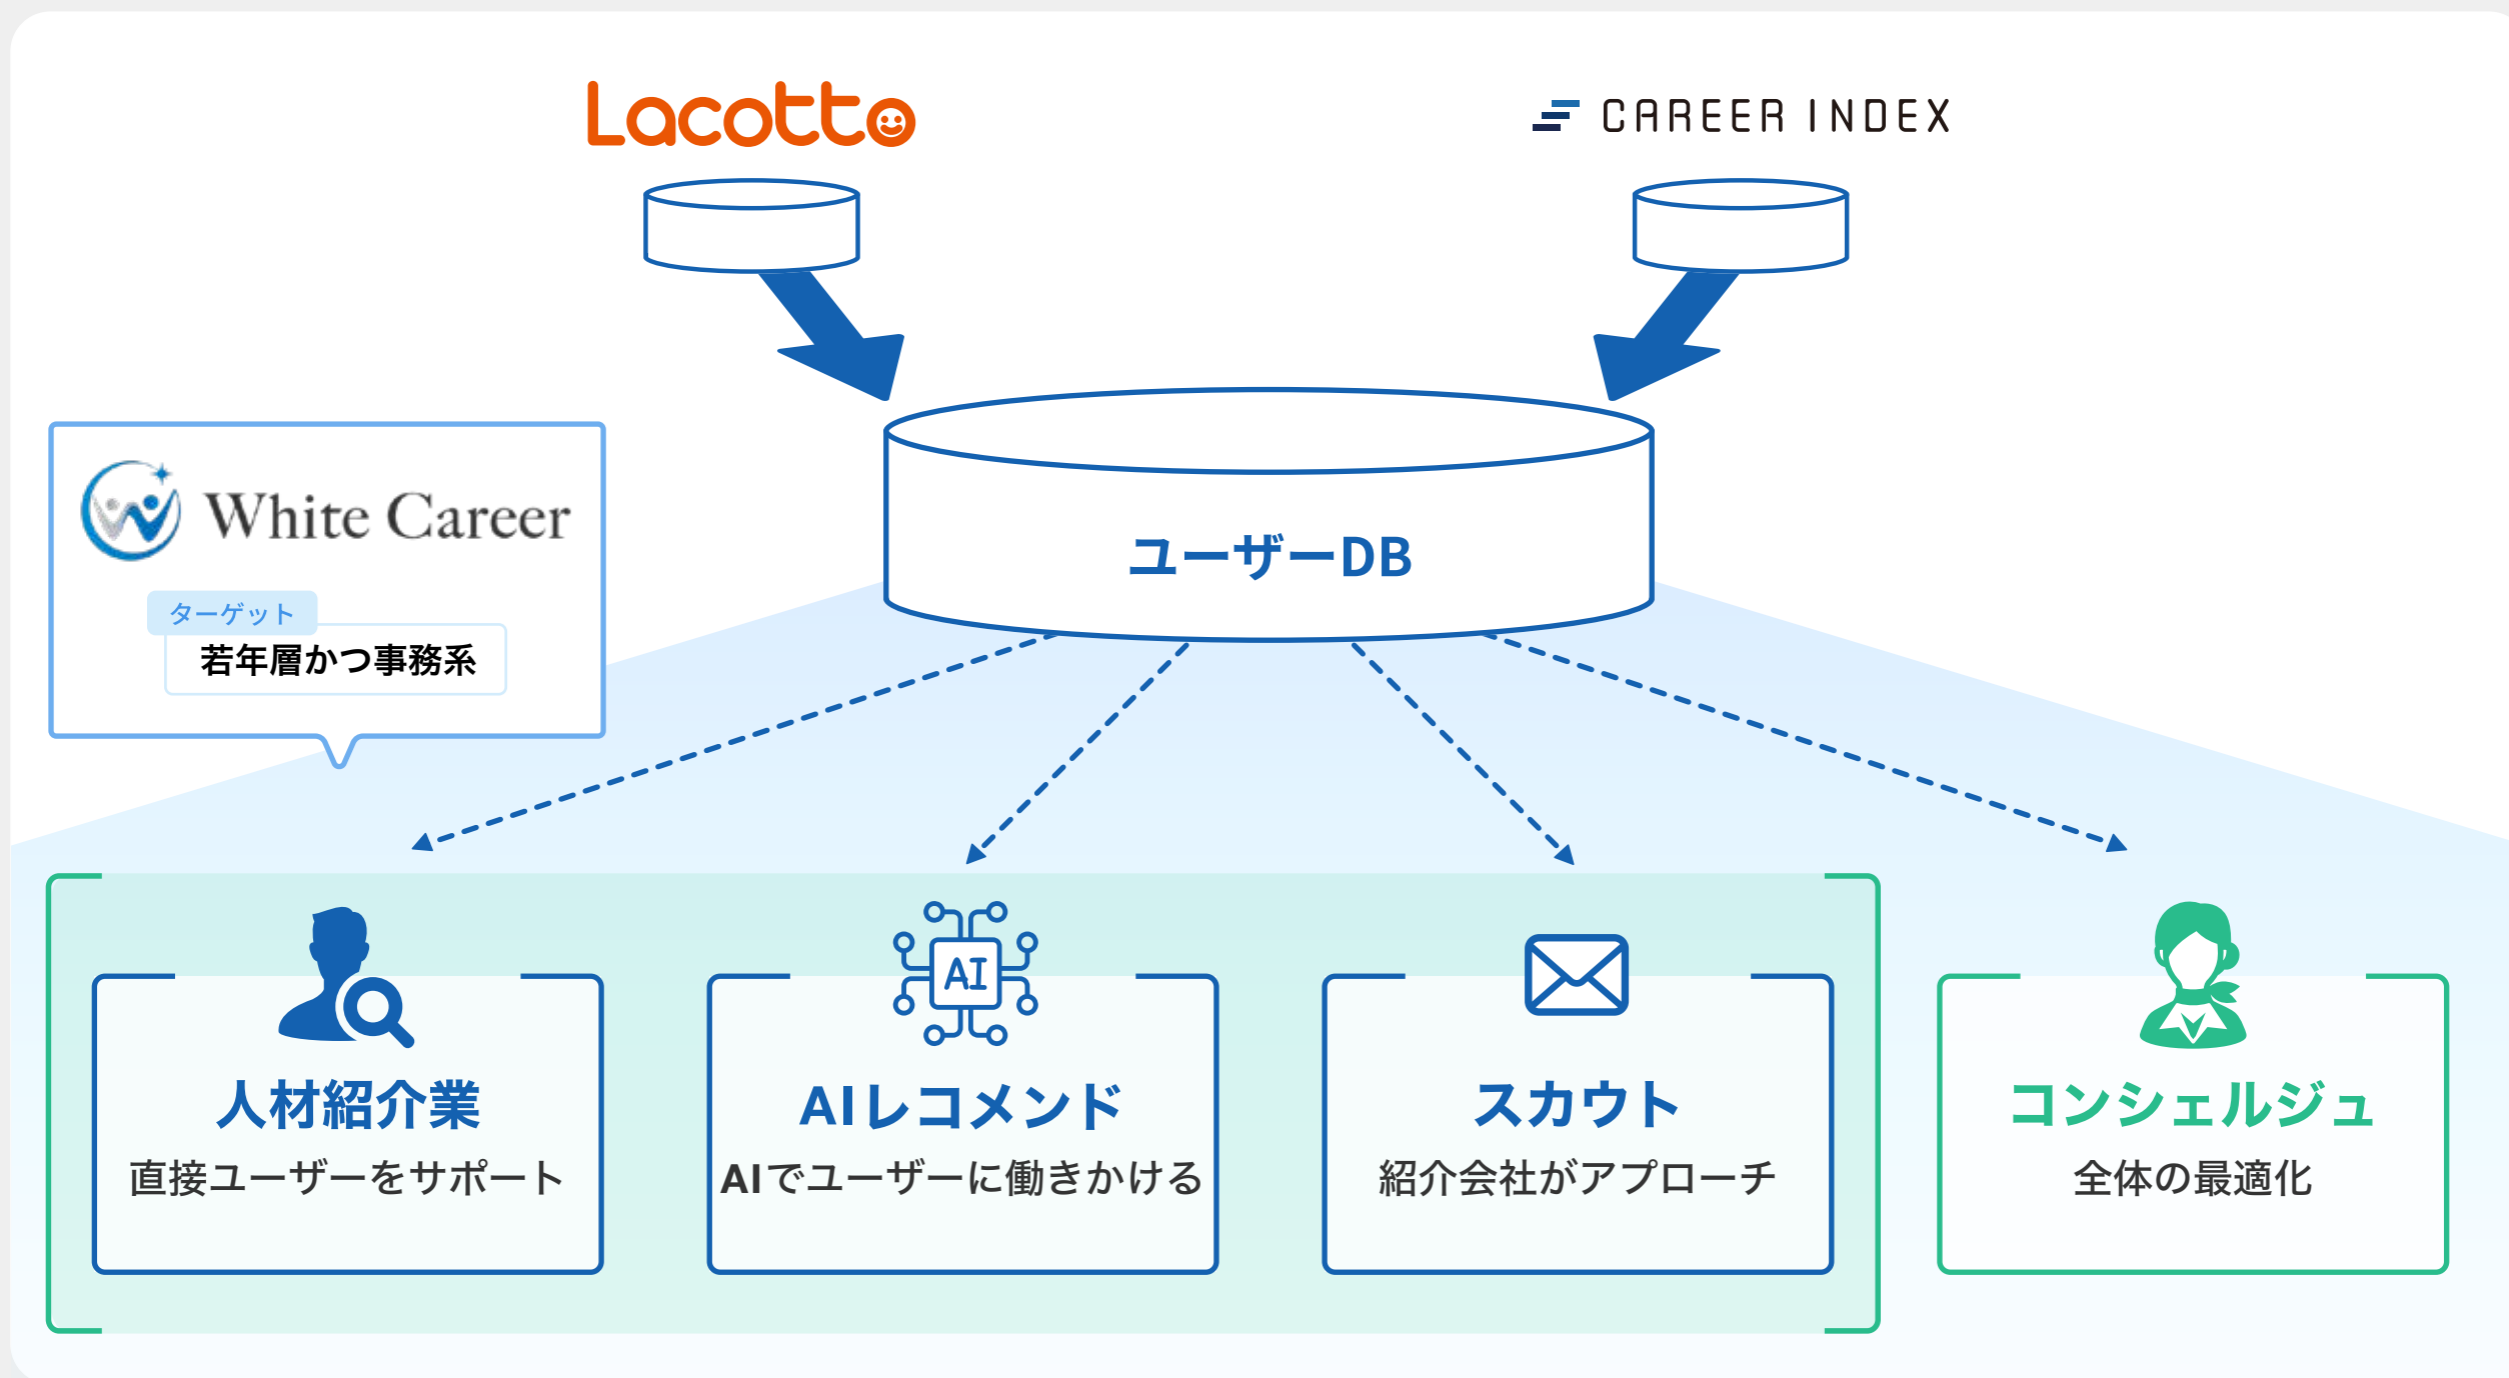 Lacotto
CAREER INDEX
White Career
ターゲット
若年層かつ事務系
ユーザーDB
人材紹介業
直接ユーザーをサポート
AI
AIレコメンド
AIでユーザーに働きかける
スカウト
紹介会社がアプローチ
コンシェルジュ
全体の最適化